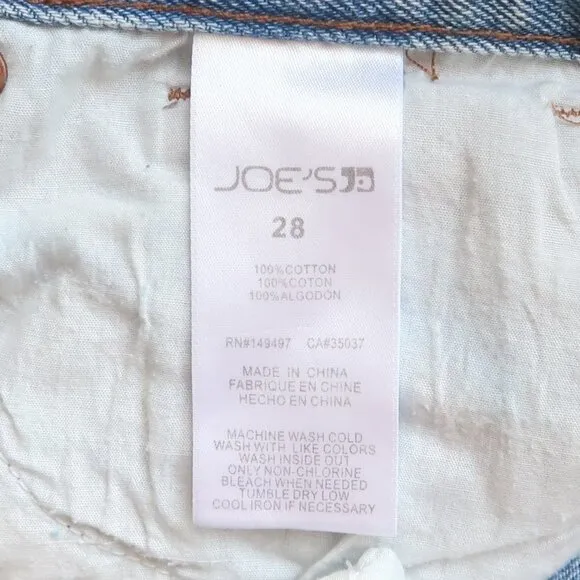 JOE'S
28
100%COTTON
100%COTON
100%ALGODÓN
RN#149497 CA#35037
MADE IN CHINA
FABRIQUE EN CHINE
HECHO EN CHINA
MACHINE WASH COLD
WASH WITH LIKE COLORS
WASH INSIDE OUT
ONLY NON-CHLORINE
BLEACH WHEN NEEDED
TUMBLE DRY LOW
COOL IRON IF NECESSARY